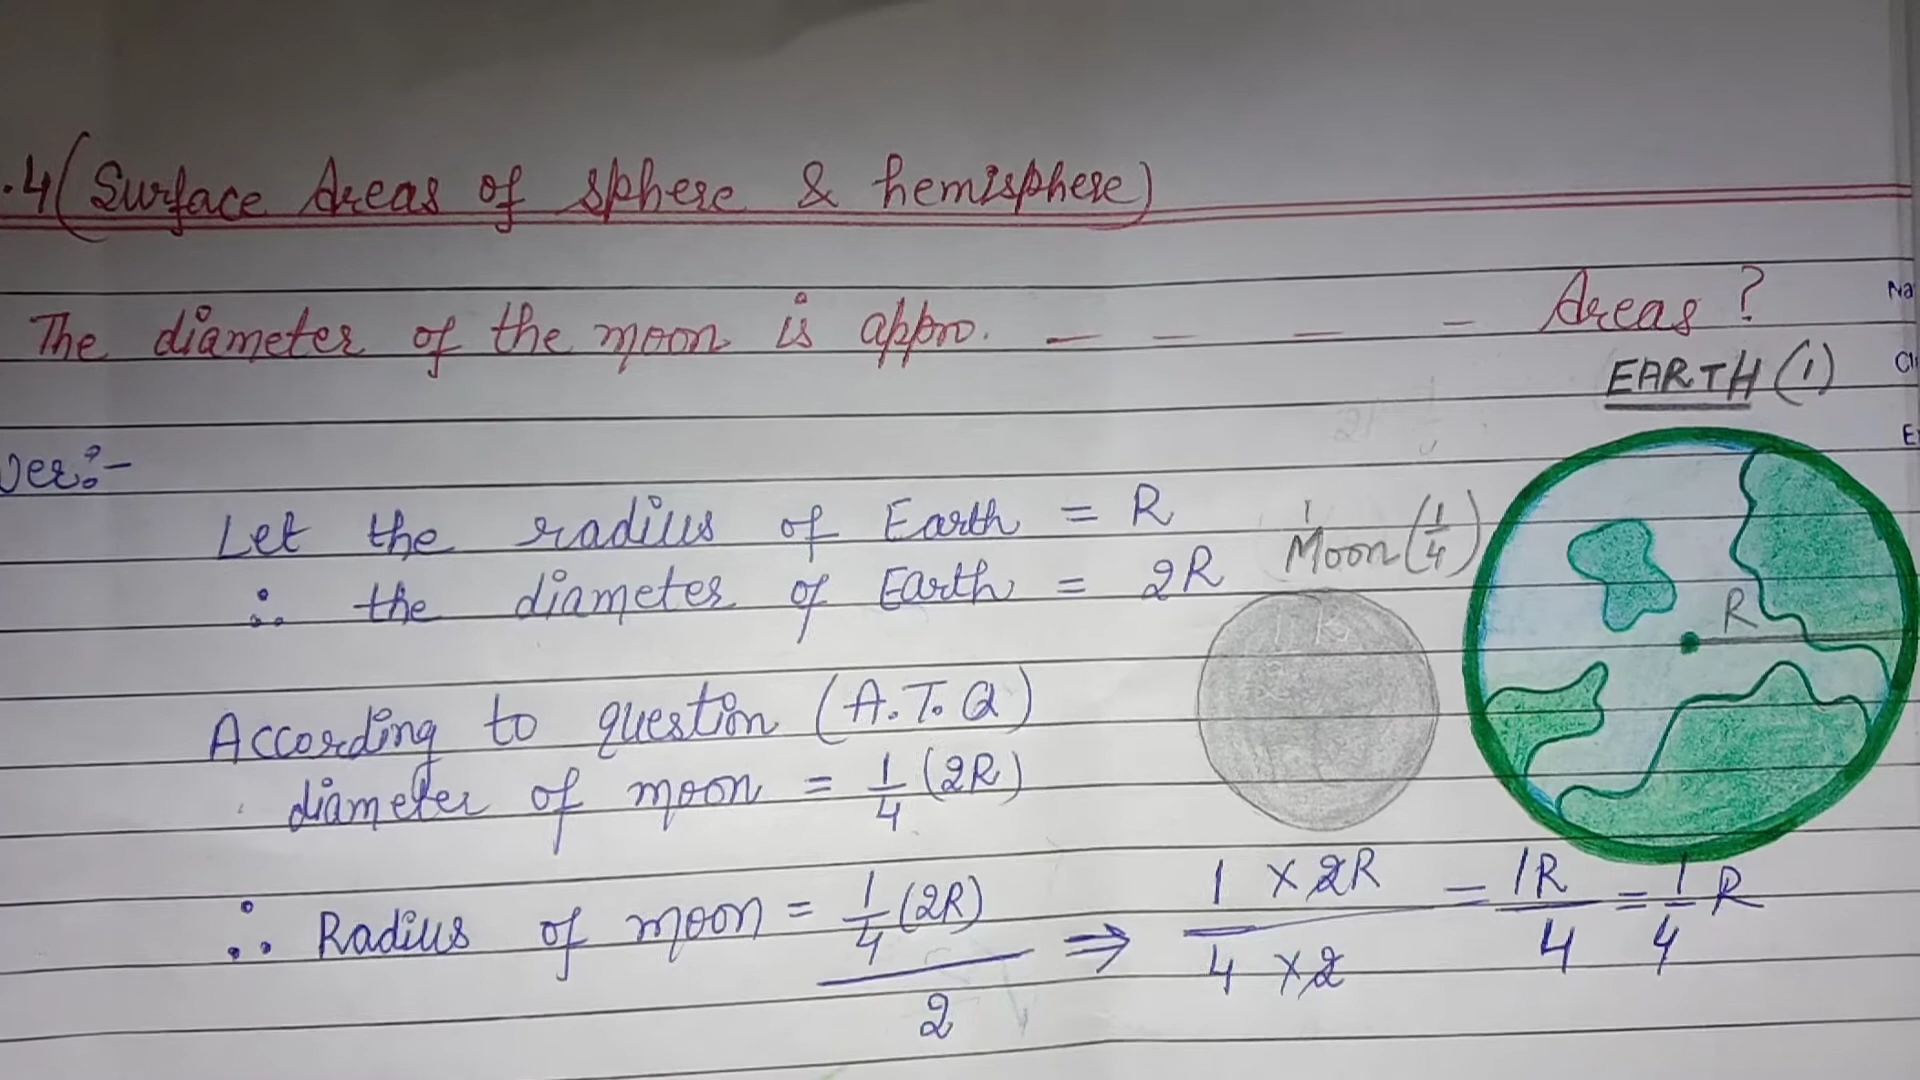 .4 (Surface Areas of sphere & hemisphere)
The diameter of the moon is appro. _ _ _ _ Areas ?
EARTH (1)
Let the radius of Earth = R
Moon (1/4)
∴ the diameter of Earth = 2R
R
According to question (A.T.Q)
diameter of moon = 1/4 (2R)
∴ Radius of moon = 1/4 (2R) / 2 ⇒ 1 × 2R / 4 × 2 = 1R / 4 = 1/4 R